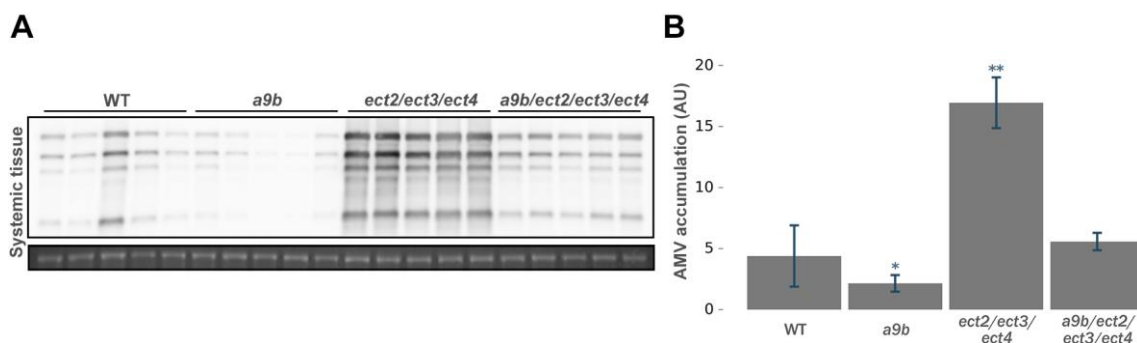 A
WT a9b ect2/ect3/ect4 a9b/ect2/ect3/ect4
Systemic tissue
B
AMV accumulation (AU)
20
15
10
5
0
*
**
WT
a9b
ect2/ect3/
ect4
a9b/ect2/
ect3/ect4